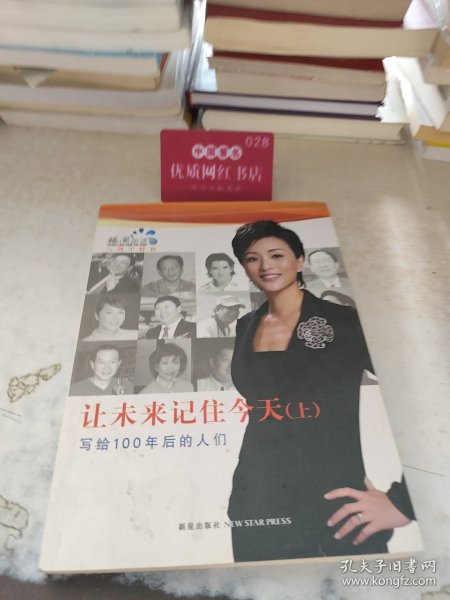 028
中国書店
优质网红书店
让未来记住今天(上)
写给100年后的人们
新星出版社 NEW STAR PRESS
孔夫子旧书网
www.kongfz.com